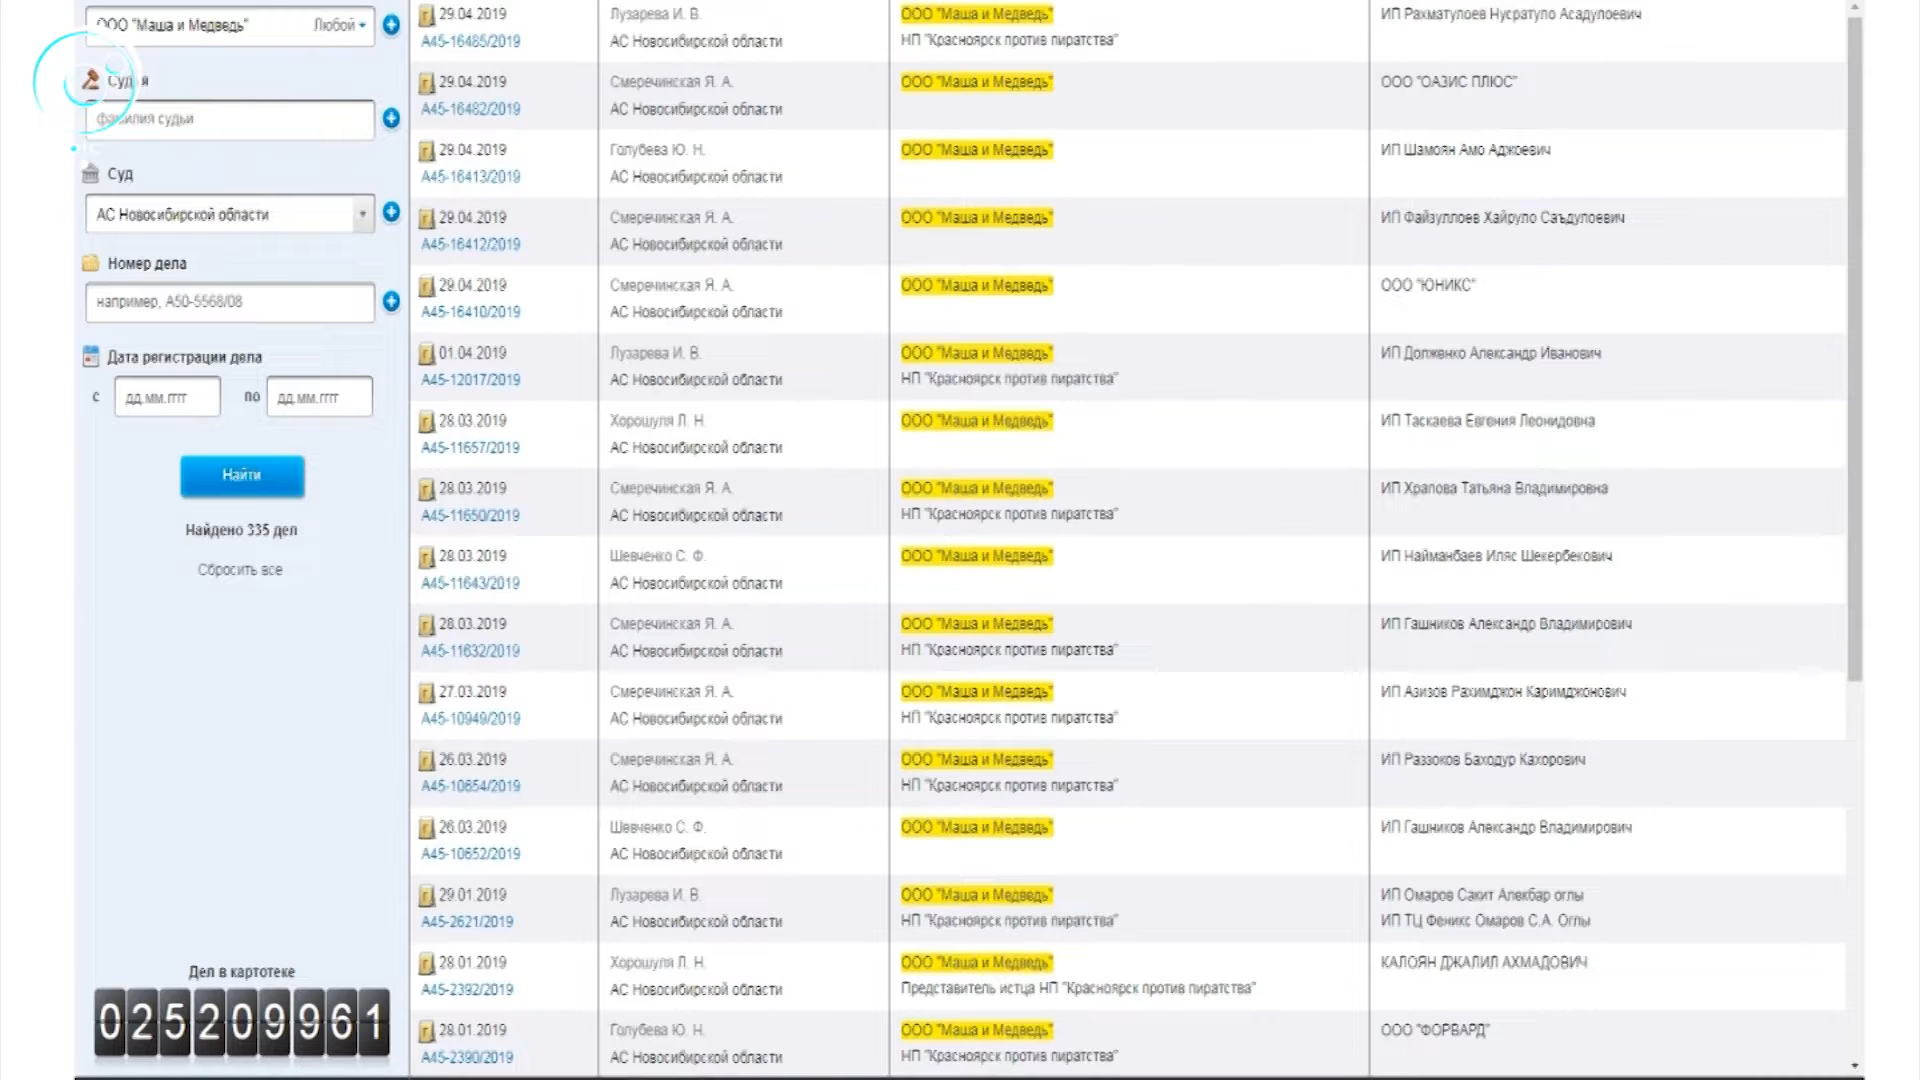 ООО "Маша и Медведь" Любой
Судья
фамилия судьи
Суд
АС Новосибирской области
Номер дела
например, А50-5568/08
Дата регистрации дела
с дд.мм.гггг по дд.мм.гггг
Найти
Найдено 335 дел
Сбросить все
Дел в картотеке
025209961
29.04.2019 Лузарева И. В. ООО "Маша и Медведь" ИП Рахматулоев Нусратуло Асадулоевич
А45-16485/2019 АС Новосибирской области НП "Красноярск против пиратства"
29.04.2019 Смеречинская Я. А. ООО "Маша и Медведь" ООО "ОАЗИС ПЛЮС"
А45-16482/2019 АС Новосибирской области
29.04.2019 Голубева Ю. Н. ООО "Маша и Медведь" ИП Шамоян Амо Аджоевич
А45-16413/2019 АС Новосибирской области
29.04.2019 Смеречинская Я. А. ООО "Маша и Медведь" ИП Файзуллоев Хайруло Саъдулоевич
А45-16412/2019 АС Новосибирской области
29.04.2019 Смеречинская Я. А. ООО "Маша и Медведь" ООО "ЮНИКС"
А45-16410/2019 АС Новосибирской области
01.04.2019 Лузарева И. В. ООО "Маша и Медведь" ИП Долженко Александр Иванович
А45-12017/2019 АС Новосибирской области НП "Красноярск против пиратства"
28.03.2019 Хорошуля Л. Н. ООО "Маша и Медведь" ИП Таскаева Евгения Леонидовна
А45-11657/2019 АС Новосибирской области
28.03.2019 Смеречинская Я. А. ООО "Маша и Медведь" ИП Храпова Татьяна Владимировна
А45-11650/2019 АС Новосибирской области НП "Красноярск против пиратства"
28.03.2019 Шевченко С. Ф. ООО "Маша и Медведь" ИП Найманбаев Иляс Шекербекович
А45-11643/2019 АС Новосибирской области
28.03.2019 Смеречинская Я. А. ООО "Маша и Медведь" ИП Гашников Александр Владимирович
А45-11632/2019 АС Новосибирской области НП "Красноярск против пиратства"
27.03.2019 Смеречинская Я. А. ООО "Маша и Медведь" ИП Азизов Рахимджон Каримджонович
А45-10949/2019 АС Новосибирской области НП "Красноярск против пиратства"
26.03.2019 Смеречинская Я. А. ООО "Маша и Медведь" ИП Раззоков Баходур Кахорович
А45-10654/2019 АС Новосибирской области НП "Красноярск против пиратства"
26.03.2019 Шевченко С. Ф. ООО "Маша и Медведь" ИП Гашников Александр Владимирович
А45-10652/2019 АС Новосибирской области
29.01.2019 Лузарева И. В. ООО "Маша и Медведь" ИП Омаров Сакит Алекбар оглы
А45-2621/2019 АС Новосибирской области НП "Красноярск против пиратства" ИП ТЦ Феникс Омаров С.А. Оглы
28.01.2019 Хорошуля Л. Н. ООО "Маша и Медведь" КАЛОЯН ДЖАЛИЛ АХМАДОВИЧ
А45-2392/2019 АС Новосибирской области Представитель истца НП "Красноярск против пиратства"
28.01.2019 Голубева Ю. Н. ООО "Маша и Медведь" ООО "ФОРВАРД"
А45-2390/2019 АС Новосибирской области НП "Красноярск против пиратства"